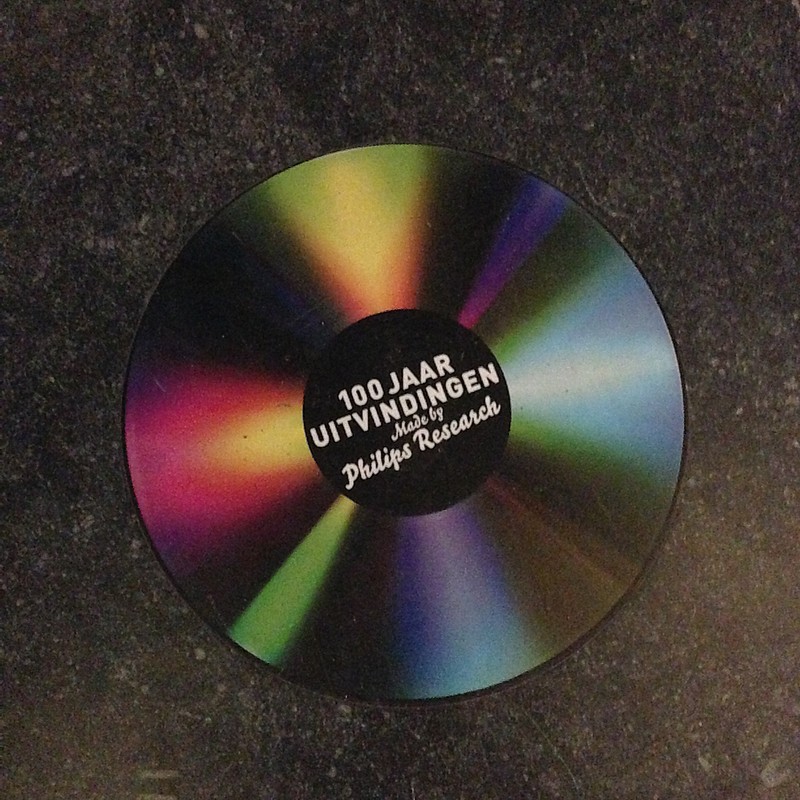 100 JAAR
UITVINDINGEN
Made by
Philips Research